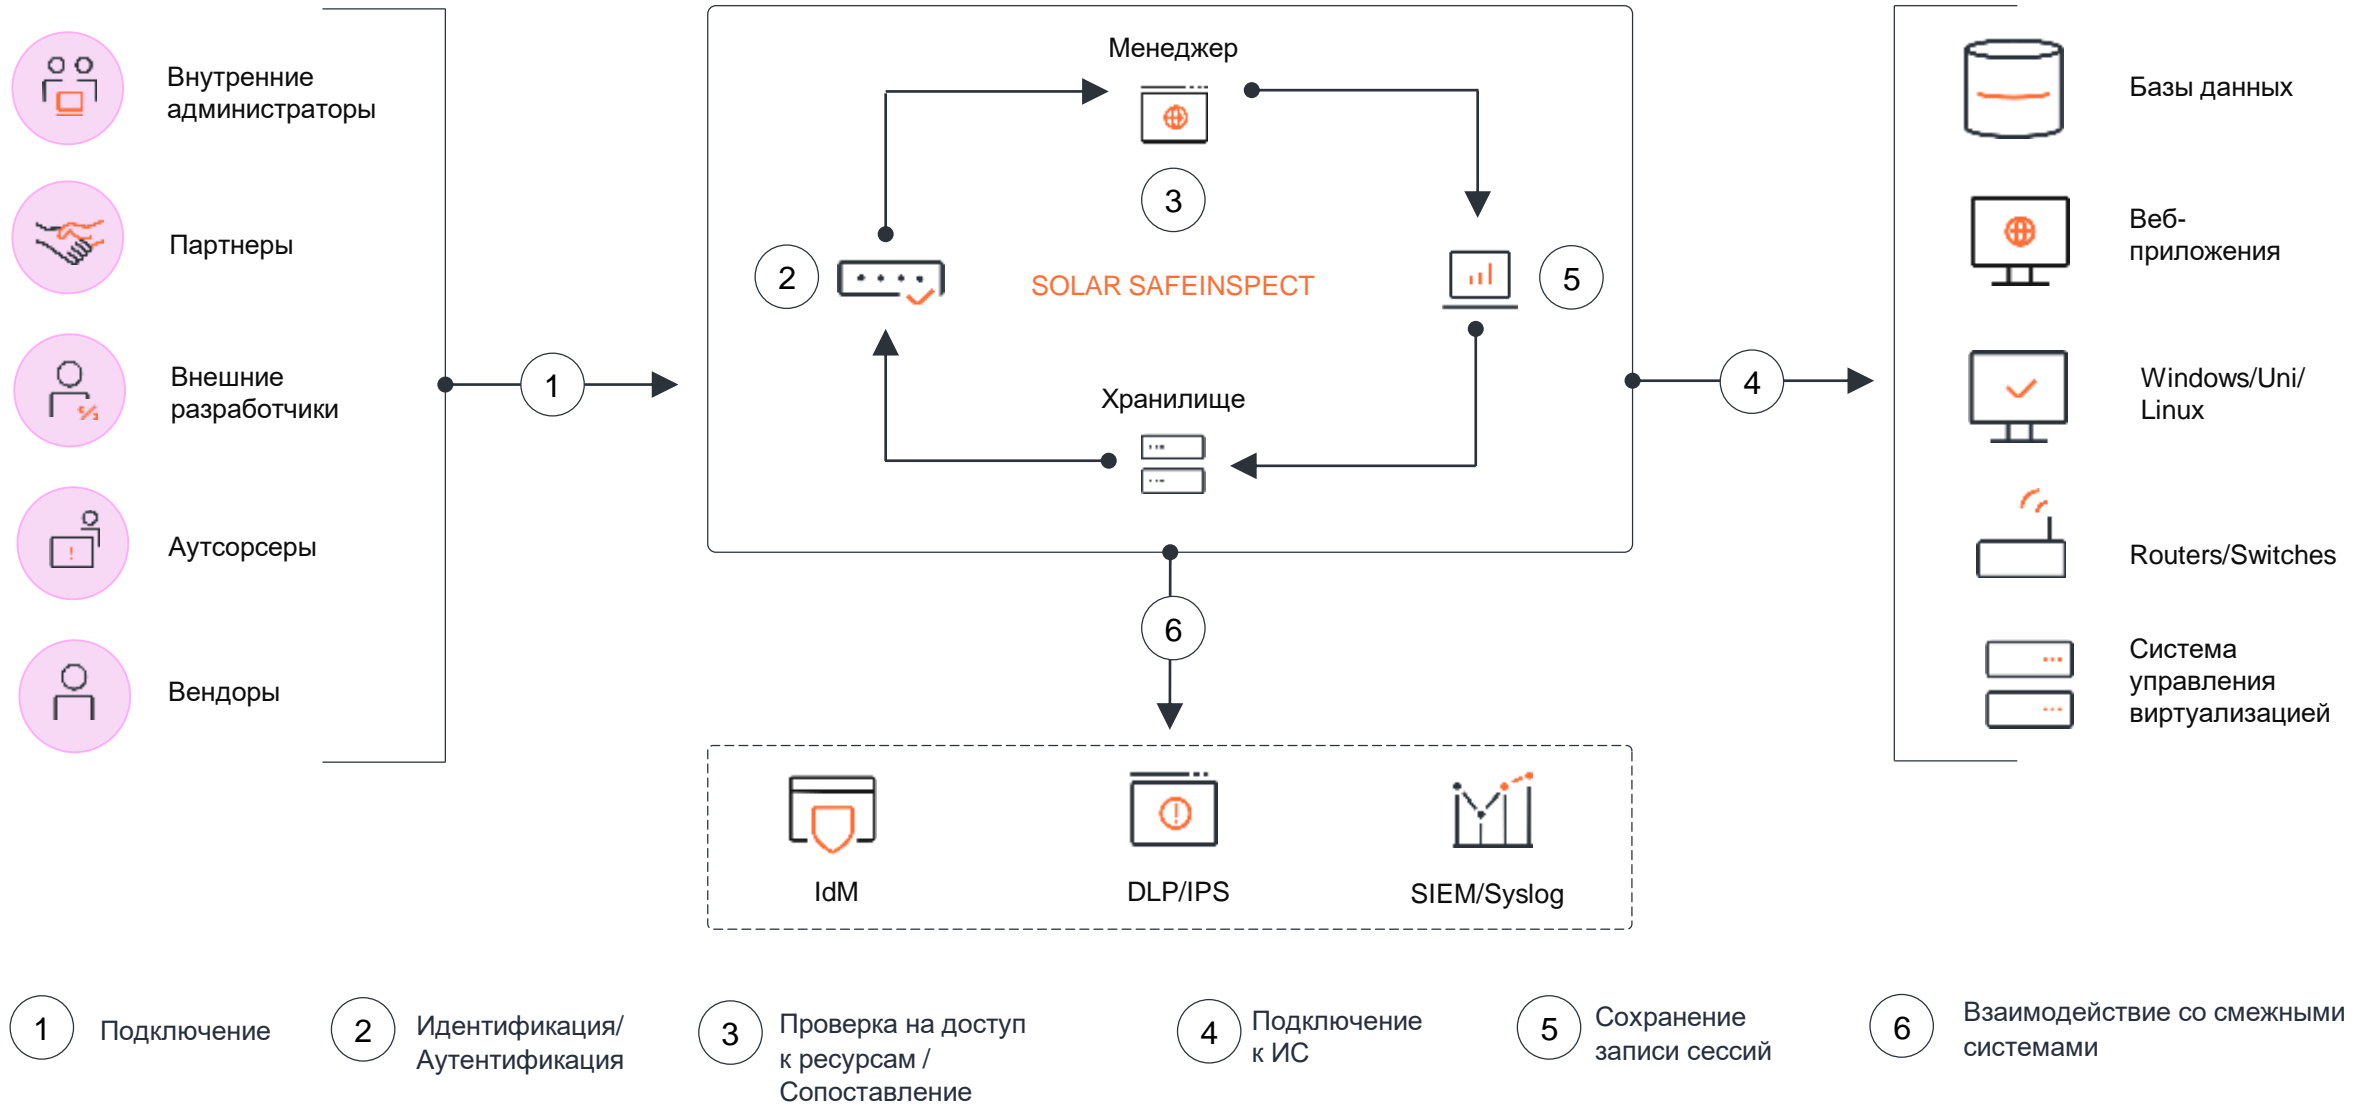 Внутренние
администраторы
Партнеры
Внешние
разработчики
Аутсорсеры
Вендоры
1
Менеджер
3
2
SOLAR SAFEINSPECT
5
Хранилище
4
6
IdM
DLP/IPS
SIEM/Syslog
Базы данных
Веб-
приложения
Windows/Uni/
Linux
Routers/Switches
Система
управления
виртуализацией
1
Подключение
2
Идентификация/
Аутентификация
3
Проверка на доступ
к ресурсам /
Сопоставление
4
Подключение
к ИС
5
Сохранение
записи сессий
6
Взаимодействие со смежными
системами